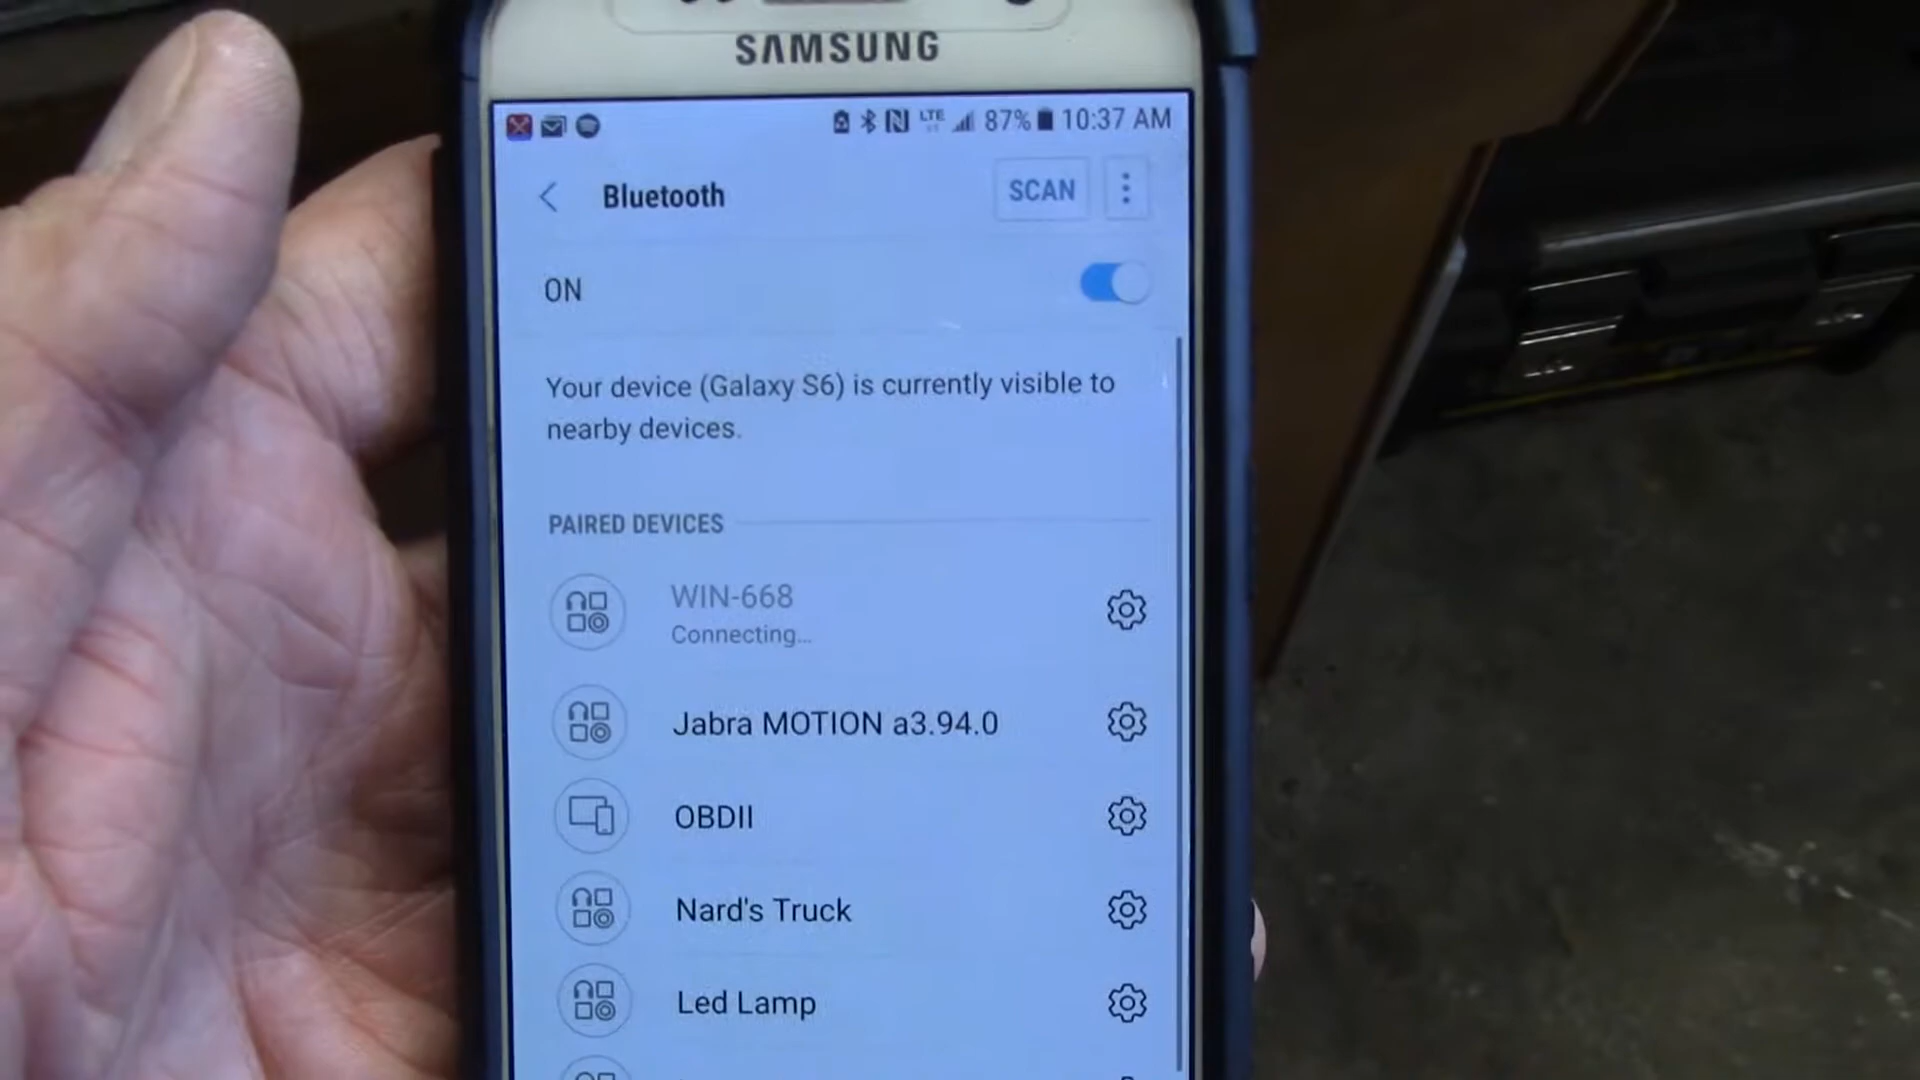 SAMSUNG
LTE 87% 10:37 AM
Bluetooth SCAN
ON
Your device (Galaxy S6) is currently visible to
nearby devices.
PAIRED DEVICES
WIN-668
Connecting...
Jabra MOTION a3.94.0
OBDII
Nard's Truck
Led Lamp